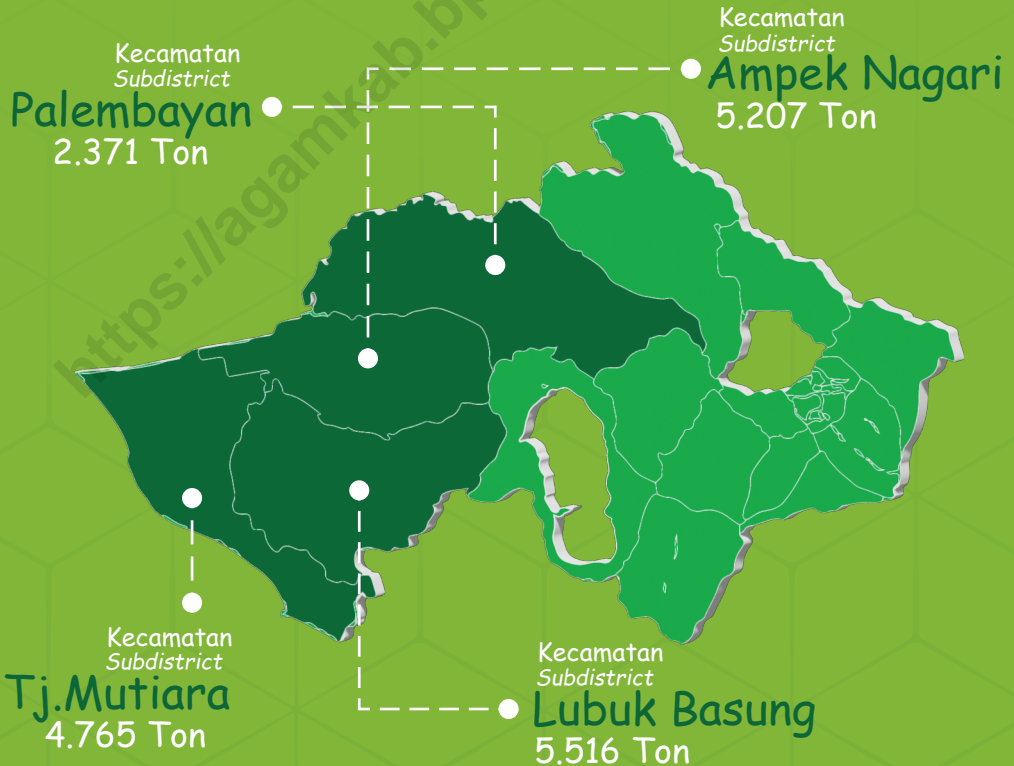 Kecamatan
Subdistrict
Palembayan
2.371 Ton
Kecamatan
Subdistrict
Ampek Nagari
5.207 Ton
https://agamkab.bp
Kecamatan
Subdistrict
Tj.Mutiara
4.765 Ton
Kecamatan
Subdistrict
Lubuk Basung
5.516 Ton